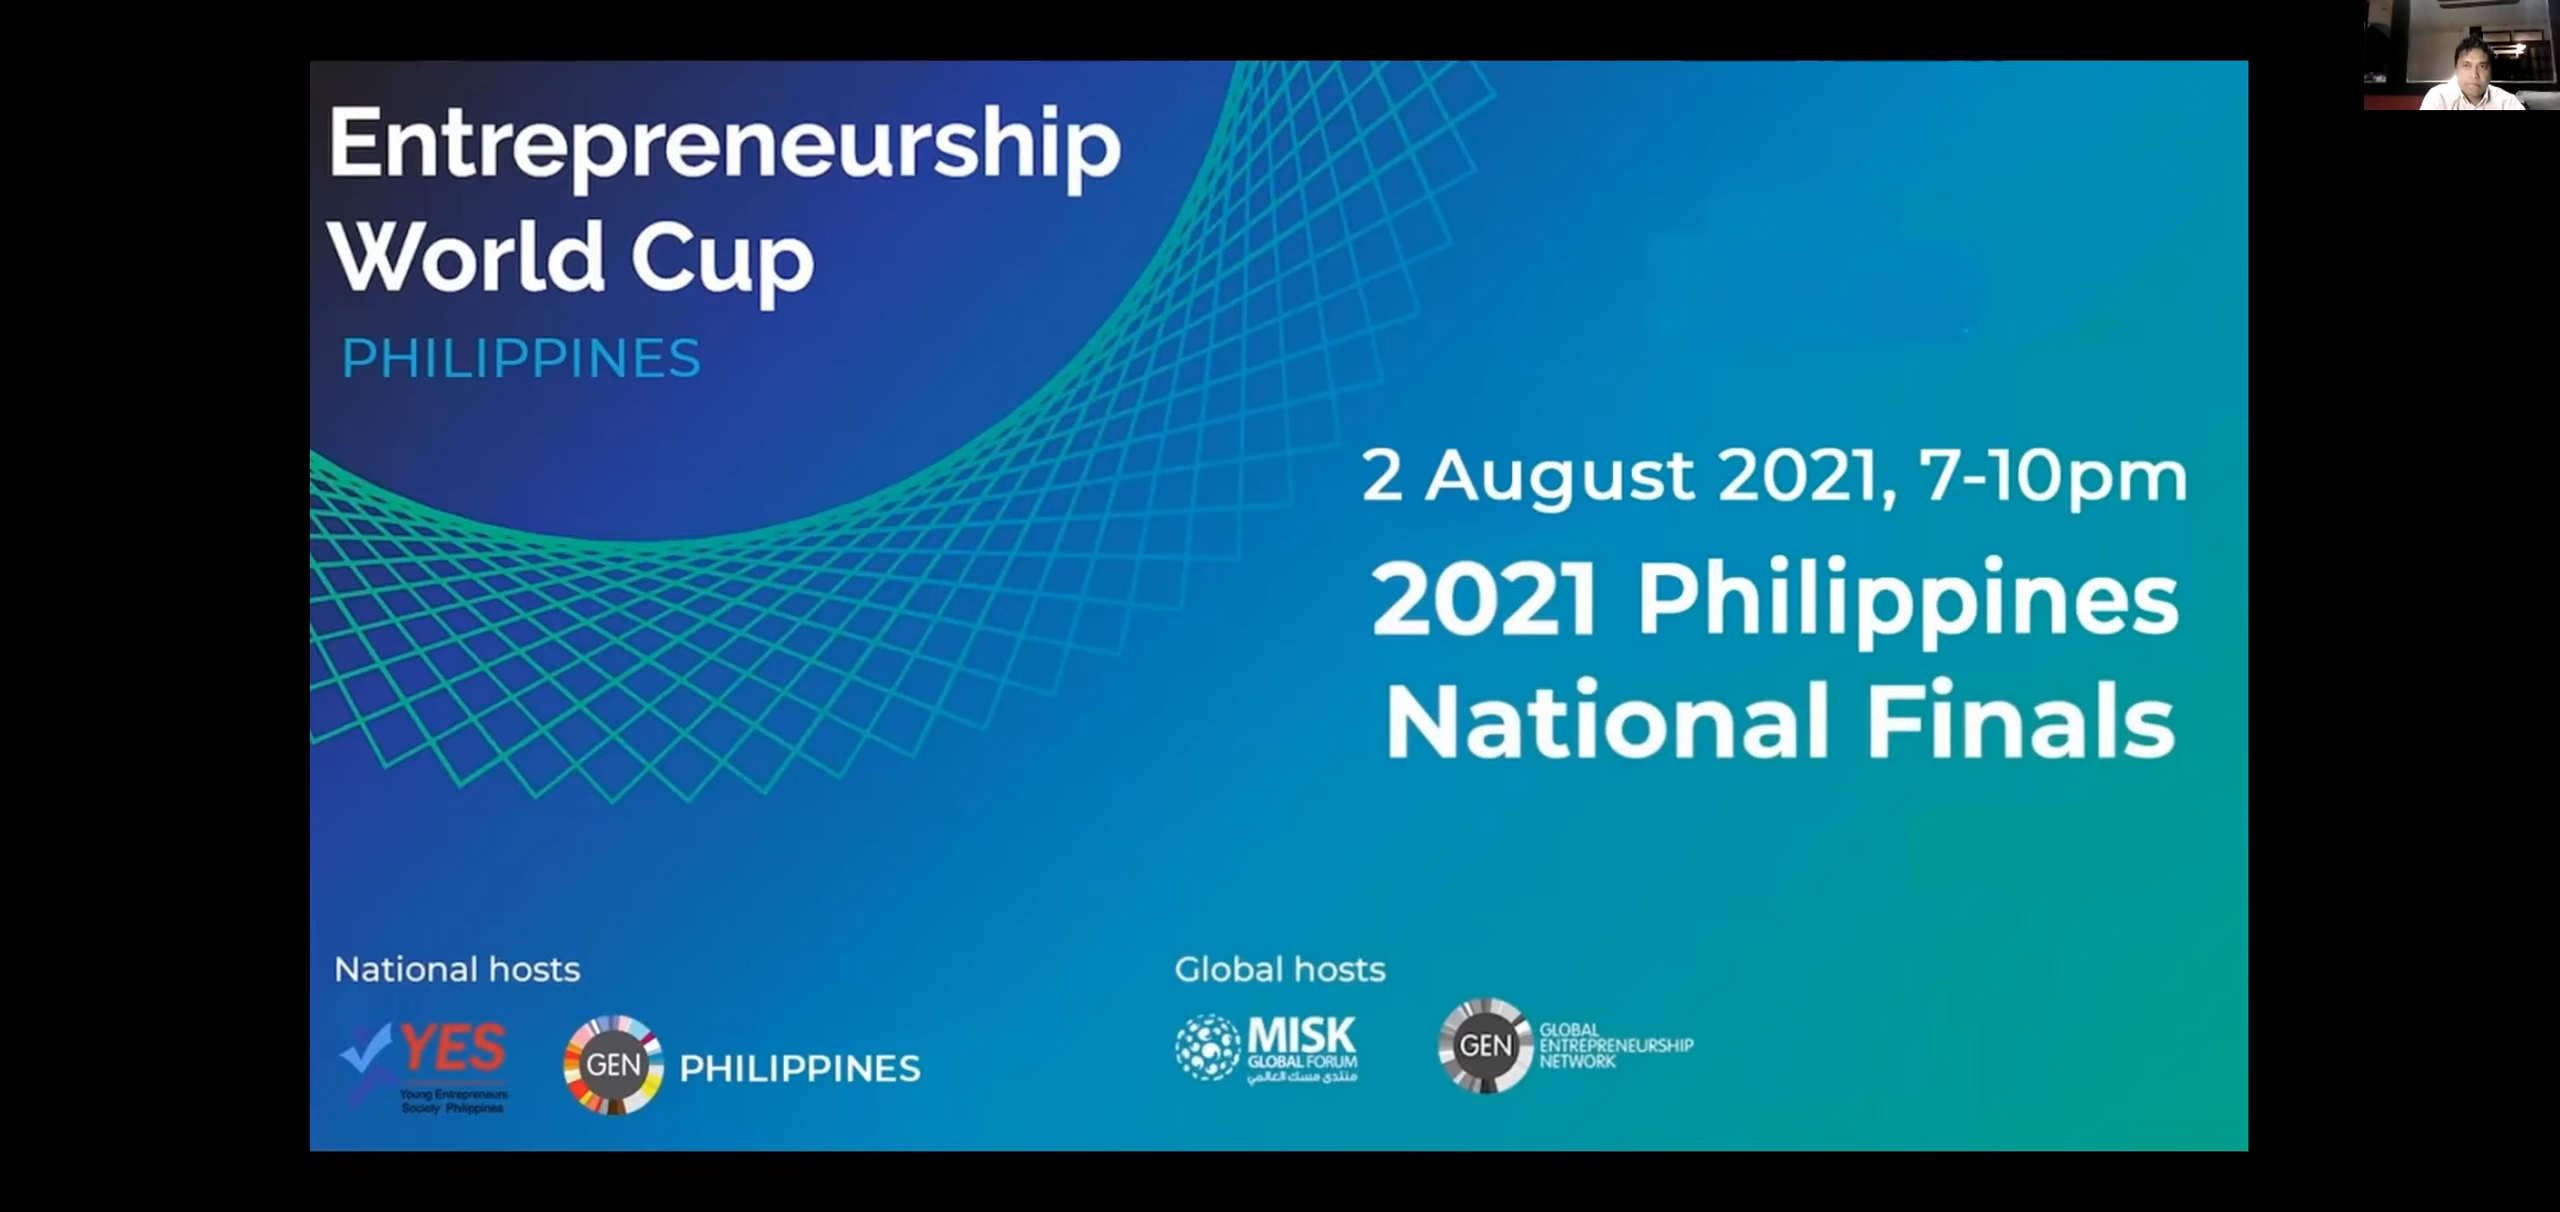 Entrepreneurship
World Cup
PHILIPPINES
2 August 2021, 7-10pm
2021 Philippines
National Finals
National hosts
YES
Young Entrepreneurs
Society Philippines
GEN
PHILIPPINES
Global hosts
MISK
GLOBAL FORUM
منتدى مسك العالمي
GEN
GLOBAL
ENTREPRENEURSHIP
NETWORK